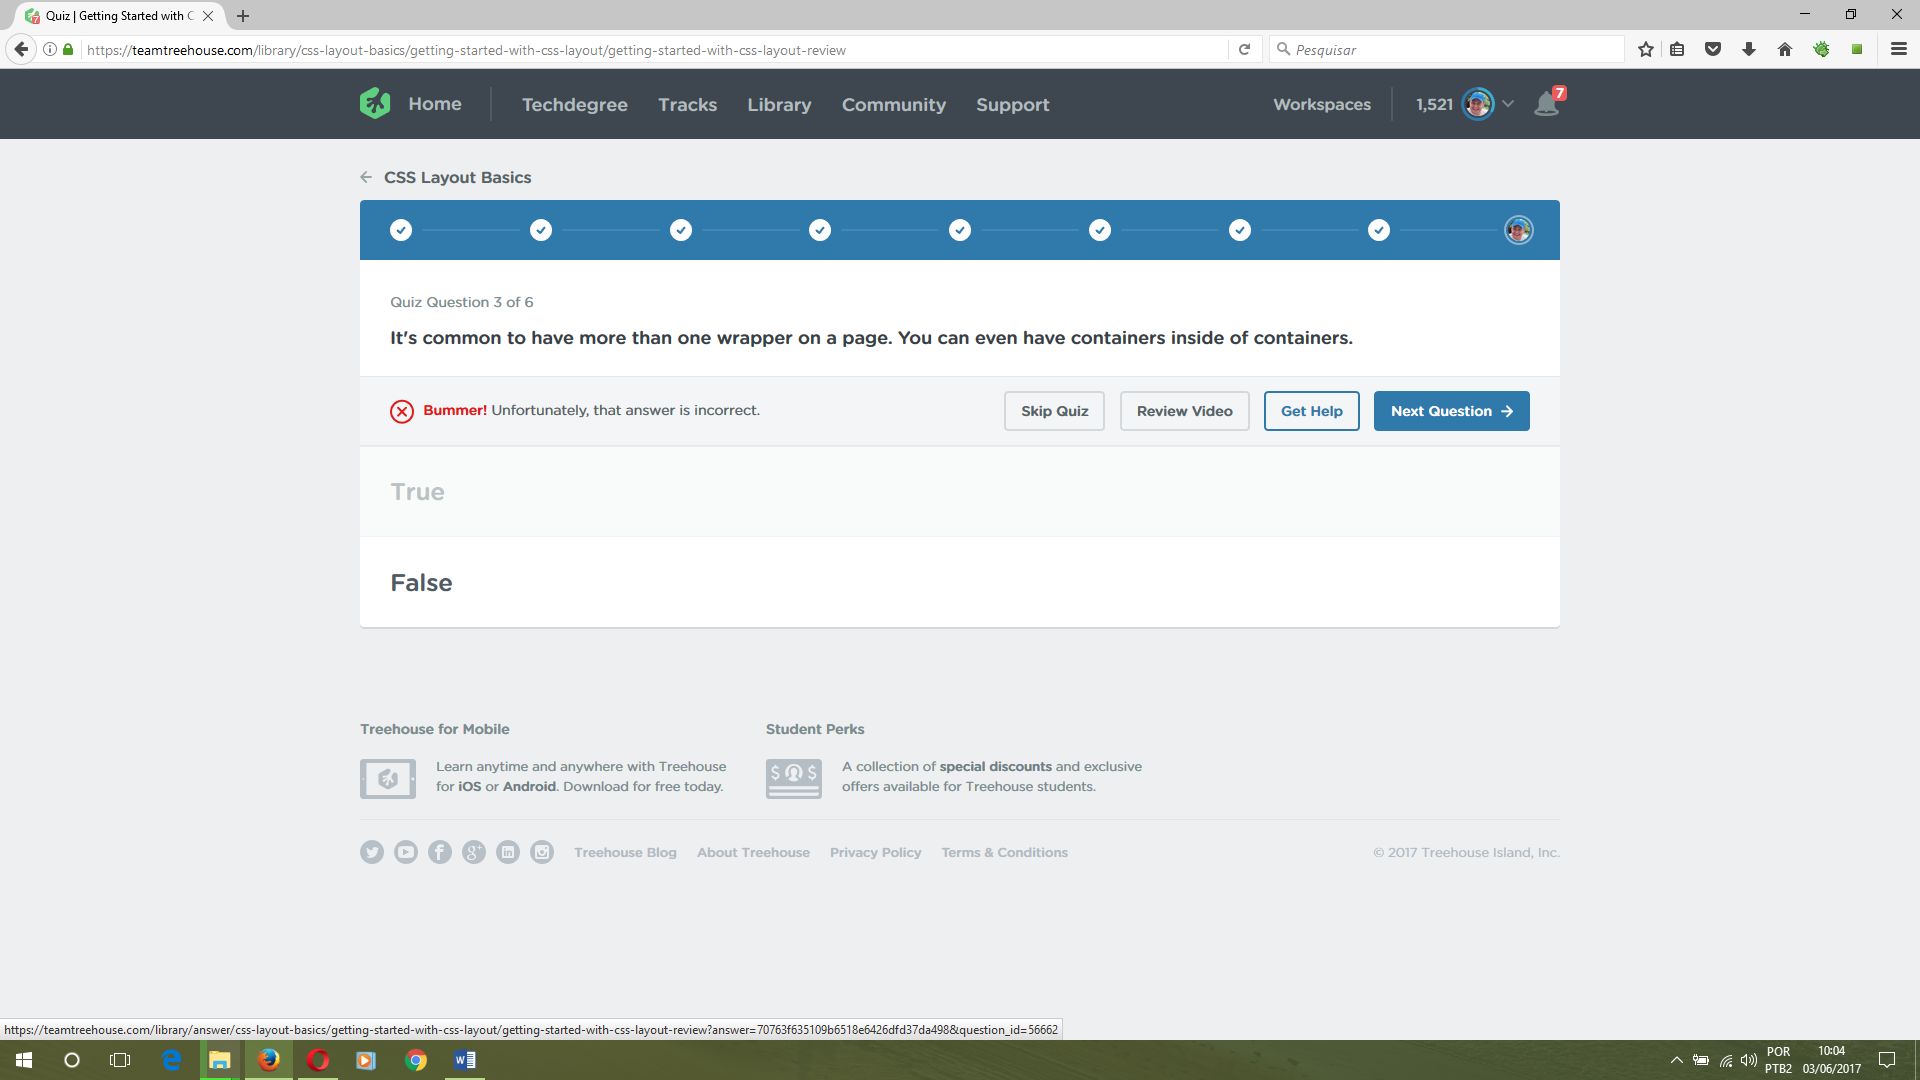 Quiz | Getting Started with C
https://teamtreehouse.com/library/css-layout-basics/getting-started-with-css-layout/getting-started-with-css-layout-review
Pesquisar
Home
Techdegree
Tracks
Library
Community
Support
Workspaces
1,521
7
CSS Layout Basics
Quiz Question 3 of 6
It's common to have more than one wrapper on a page. You can even have containers inside of containers.
Bummer! Unfortunately, that answer is incorrect.
Skip Quiz
Review Video
Get Help
Next Question
True
False
Treehouse for Mobile
Learn anytime and anywhere with Treehouse
for iOS or Android. Download for free today.
Student Perks
A collection of special discounts and exclusive
offers available for Treehouse students.
Treehouse Blog
About Treehouse
Privacy Policy
Terms & Conditions
© 2017 Treehouse Island, Inc.
https://teamtreehouse.com/library/answer/css-layout-basics/getting-started-with-css-layout/getting-started-with-css-layout-review?answer=70763f635109b6518e6426dfd37da498&question_id=56662
POR
PTB2
10:04
03/06/2017